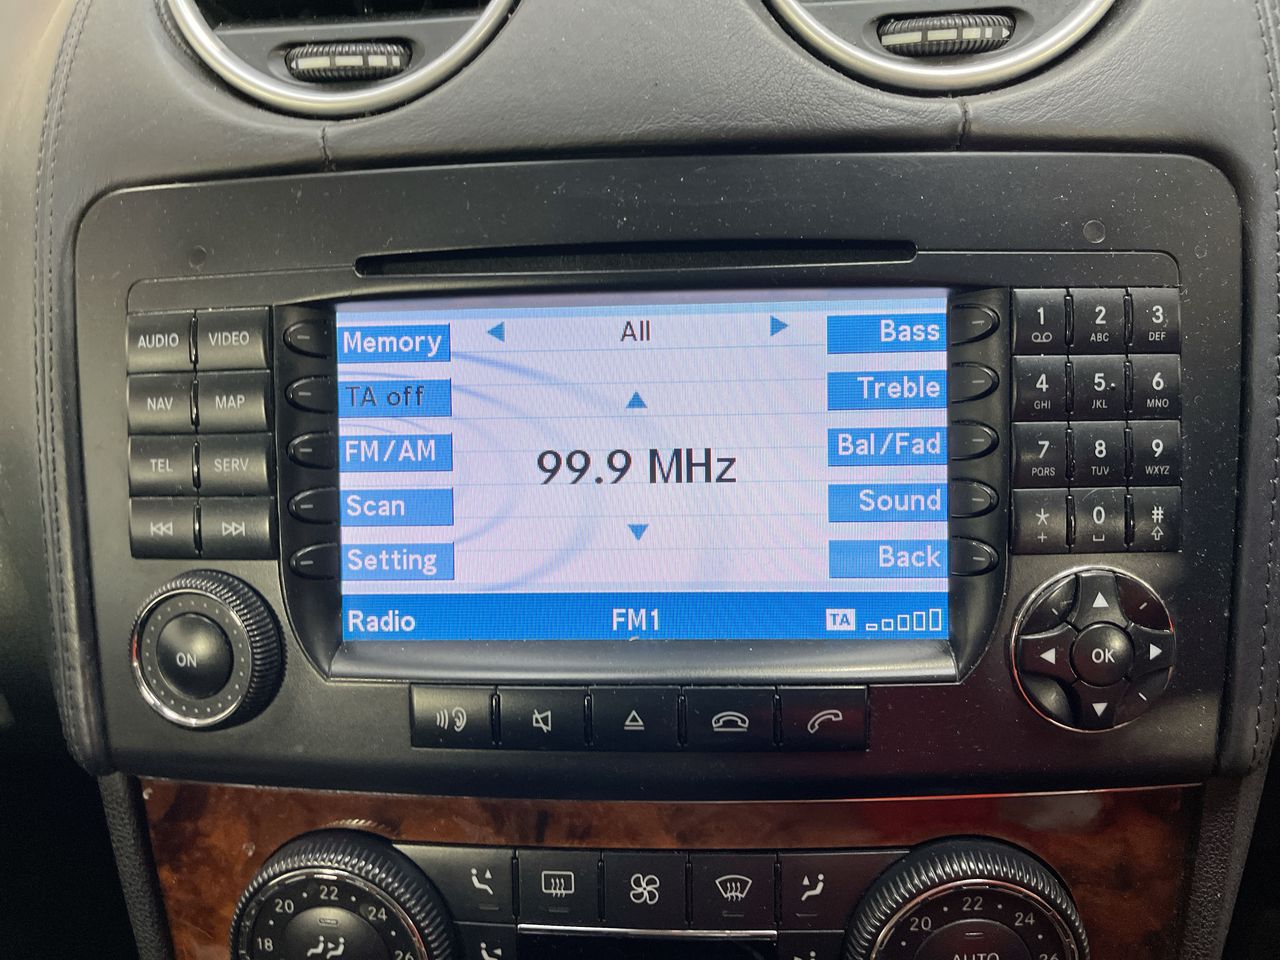 AUDIO VIDEO
NAV MAP
TEL SERV
ON
All
Memory
TA off
FM/AM
Scan
Setting
99.9 MHz
Bass
Treble
Bal/Fad
Sound
Back
Radio FM1 TA
1 2 3
ABC DEF
4 5 6
GHI JKL MNO
7 8 9
PQRS TUV WXYZ
* 0 #
+
OK
18 20 22 24 26
20 22 24 26
AUTO